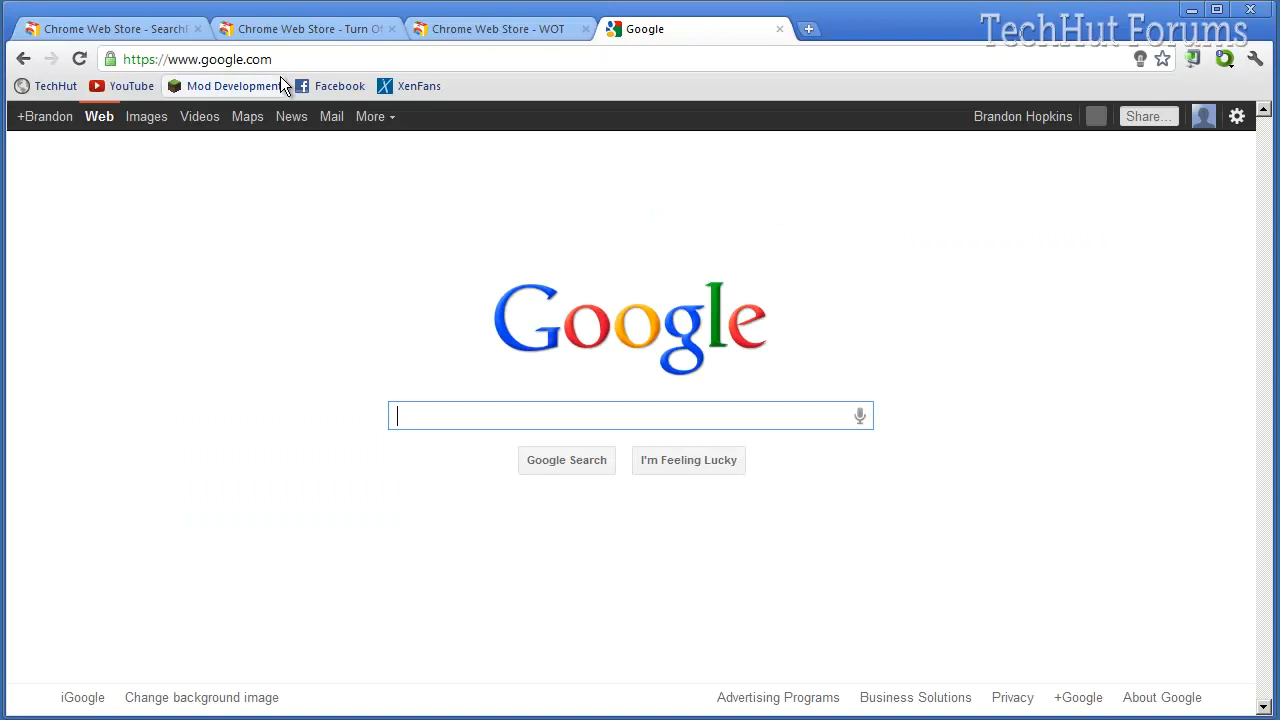 Chrome Web Store - SearchP
Chrome Web Store - Turn Of
Chrome Web Store - WOT
Google
TechHut Forums
https://www.google.com
TechHut
YouTube
Mod Development
Facebook
XenFans
+Brandon Web Images Videos Maps News Mail More
Brandon Hopkins Share...
Google
Google Search I'm Feeling Lucky
iGoogle Change background image
Advertising Programs Business Solutions Privacy +Google About Google